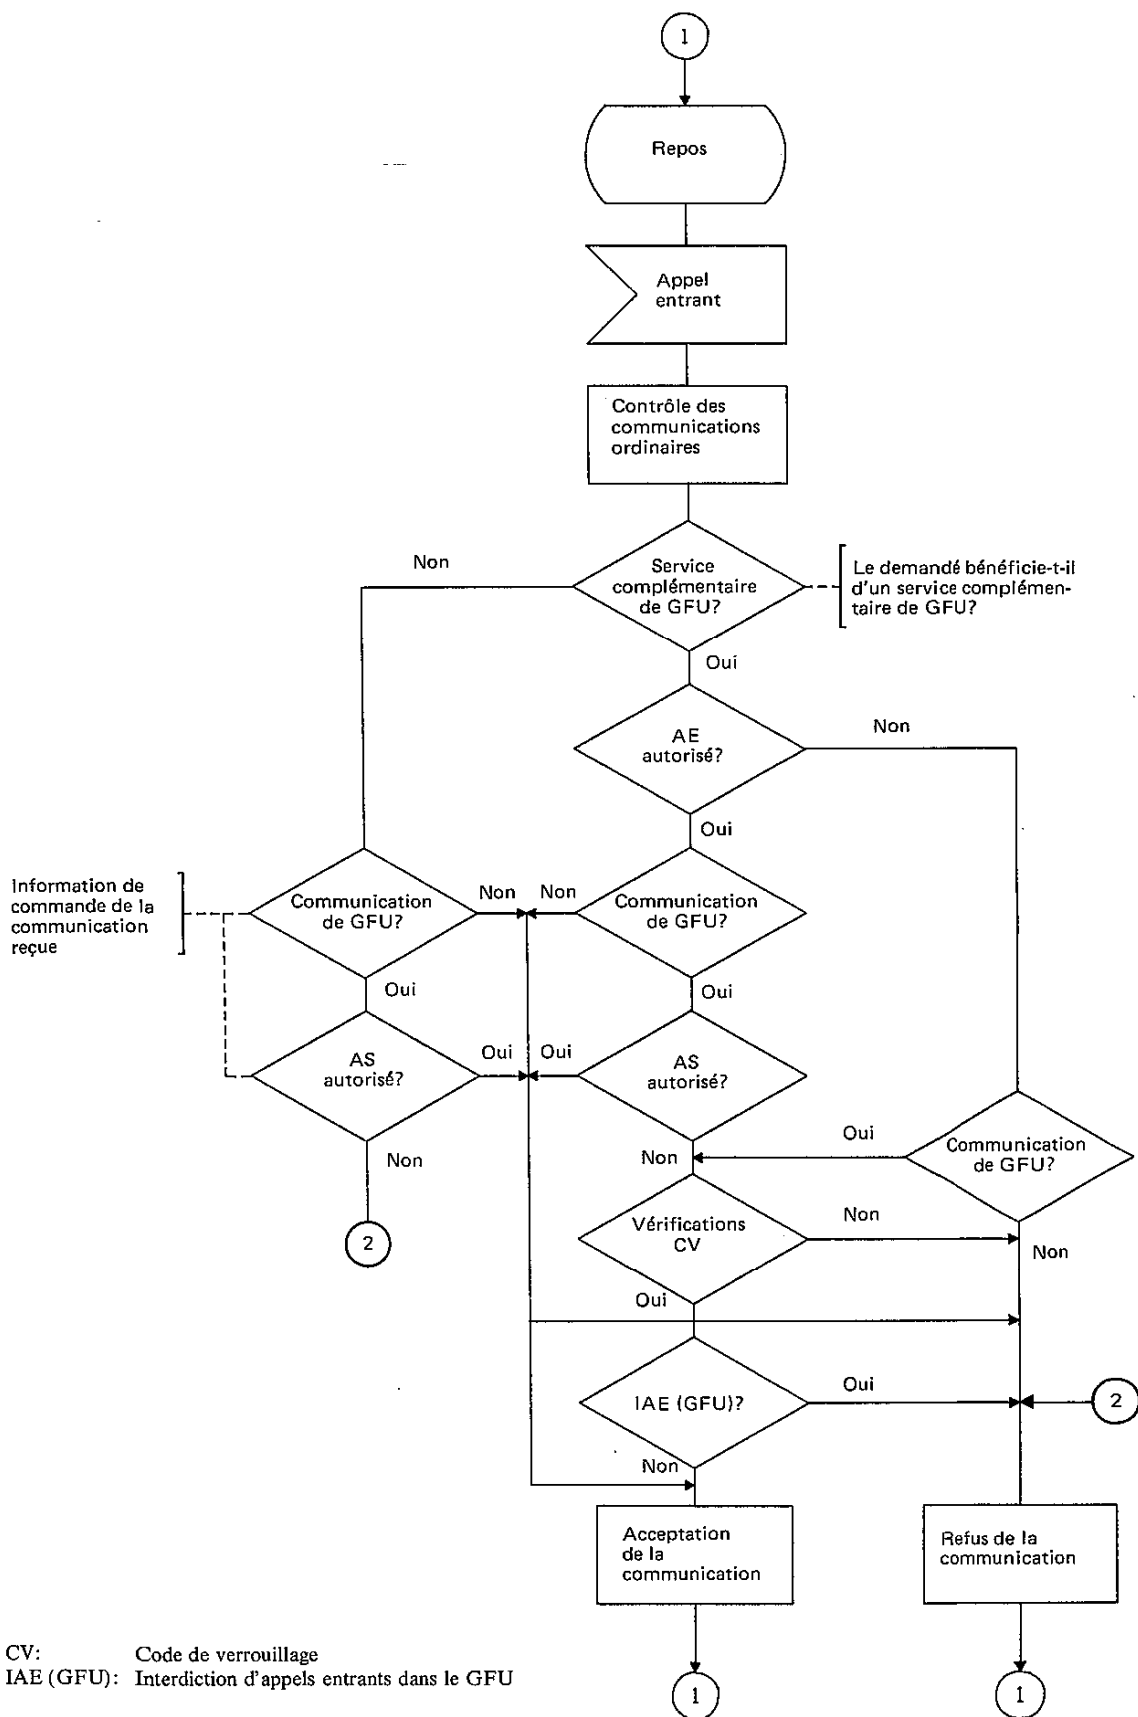 1
Repos
Appel
entrant
Contrôle des
communications
ordinaires
Non
Service
complémentaire
de GFU?
Le demandé bénéficie-t-il
d'un service complémen-
taire de GFU?
Oui
AE
autorisé?
Non
Oui
Information de
commande de la
communication
reçue
Communication
de GFU?
Non
Non
Communication
de GFU?
Oui
Oui
AS
autorisé?
Oui
Oui
AS
autorisé?
Non
Non
Oui
Communication
de GFU?
2
Vérifications
CV
Non
Non
Oui
IAE (GFU)?
Oui
2
Non
Acceptation
de la
communication
Refus de la
communication
CV: Code de verrouillage
IAE (GFU): Interdiction d'appels entrants dans le GFU
1
1